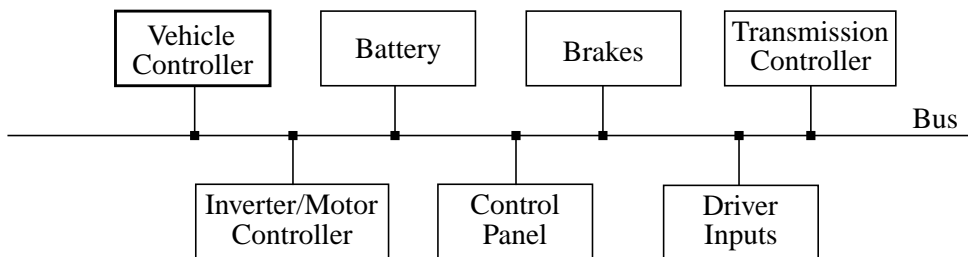 Vehicle
Controller
Battery
Brakes
Transmission
Controller
Bus
Inverter/Motor
Controller
Control
Panel
Driver
Inputs